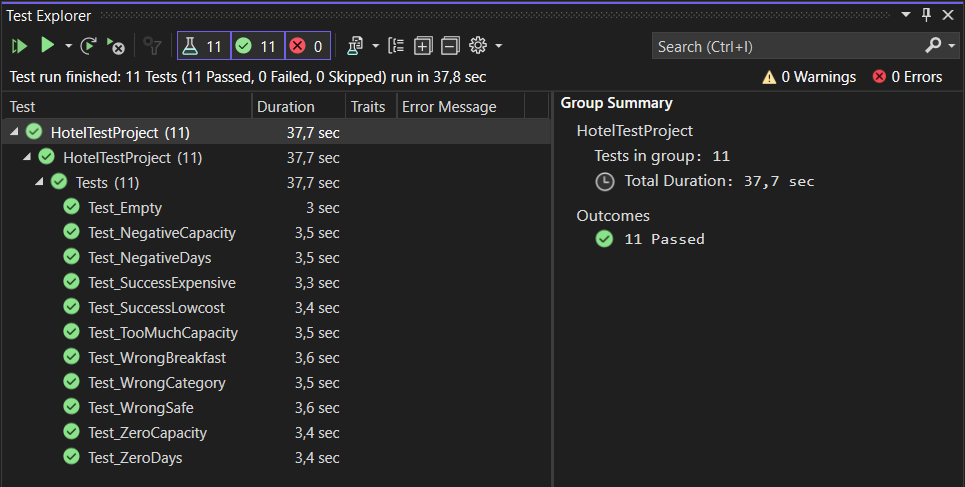 Test Explorer
11 11 0 Search (Ctrl+I)
Test run finished: 11 Tests (11 Passed, 0 Failed, 0 Skipped) run in 37,8 sec 0 Warnings 0 Errors
Test Duration Traits Error Message
HotelTestProject (11) 37,7 sec
HotelTestProject (11) 37,7 sec
Tests (11) 37,7 sec
Test_Empty 3 sec
Test_NegativeCapacity 3,5 sec
Test_NegativeDays 3,5 sec
Test_SuccessExpensive 3,3 sec
Test_SuccessLowcost 3,4 sec
Test_TooMuchCapacity 3,5 sec
Test_WrongBreakfast 3,6 sec
Test_WrongCategory 3,5 sec
Test_WrongSafe 3,6 sec
Test_ZeroCapacity 3,4 sec
Test_ZeroDays 3,4 sec
Group Summary
HotelTestProject
Tests in group: 11
Total Duration: 37,7 sec
Outcomes
11 Passed